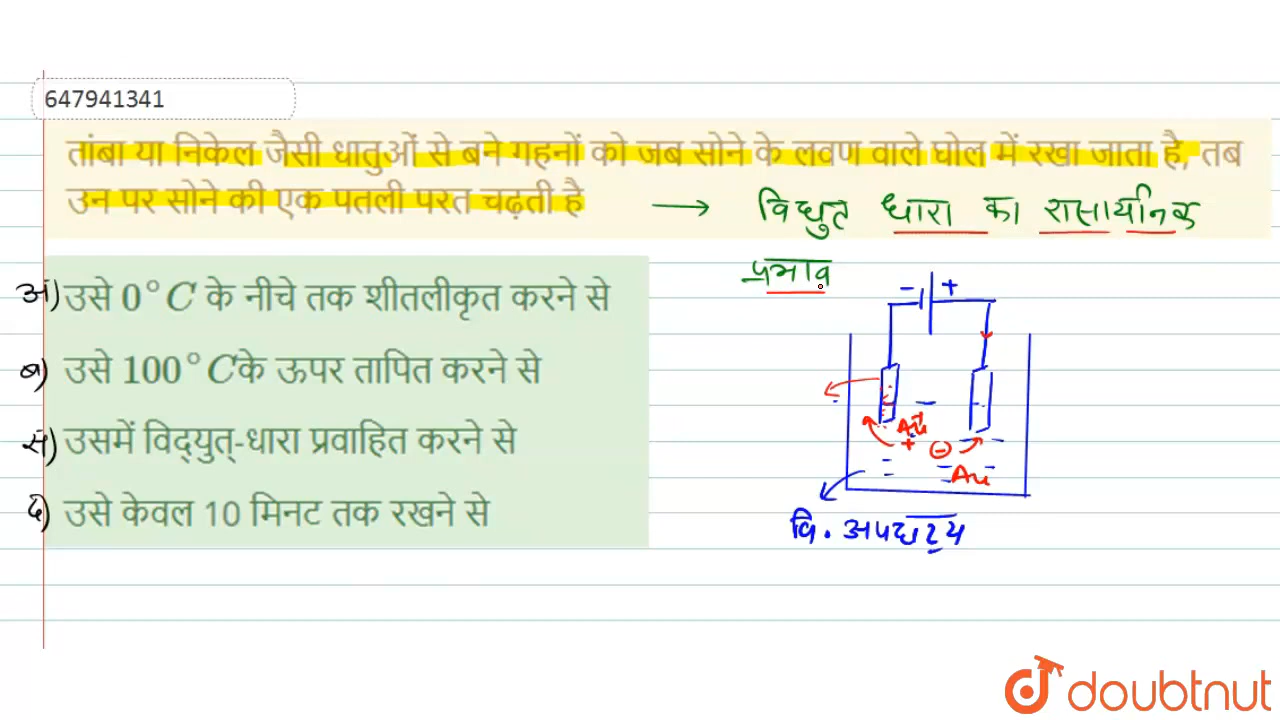 647941341
तांबा या निकेल जैसी धातुओं से बने गहनों को जब सोने के लवण वाले घोल में रखा जाता है, तब
उन पर सोने की एक पतली परत चढ़ती है
→ विद्युत धारा का रासार्यानक
प्रभाव
अ) उसे 0°C के नीचे तक शीतलीकृत करने से
ब) उसे 100°C के ऊपर तापित करने से
स) उसमें विद्युत्-धारा प्रवाहित करने से
द) उसे केवल 10 मिनट तक रखने से
- +
Au
+ -
Au
वि. अपघट्य
doubtnut